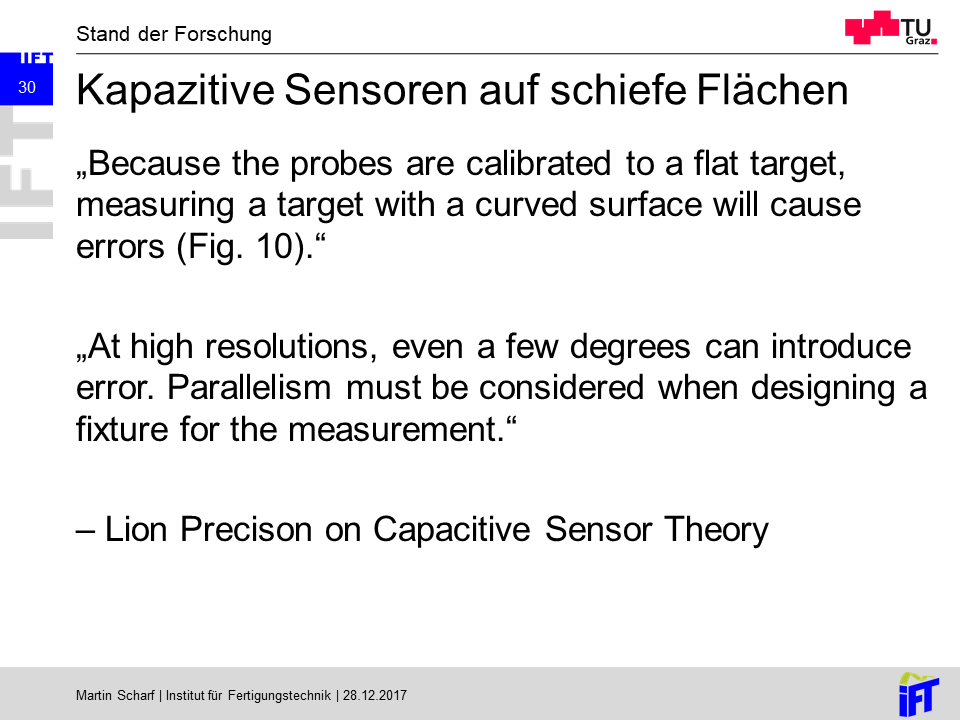 Stand der Forschung
TU
Graz
IFT
30
IFT
Kapazitive Sensoren auf schiefe Flächen
„Because the probes are calibrated to a flat target,
measuring a target with a curved surface will cause
errors (Fig. 10).“
„At high resolutions, even a few degrees can introduce
error. Parallelism must be considered when designing a
fixture for the measurement.“
– Lion Precison on Capacitive Sensor Theory
Martin Scharf | Institut für Fertigungstechnik | 28.12.2017
iFT